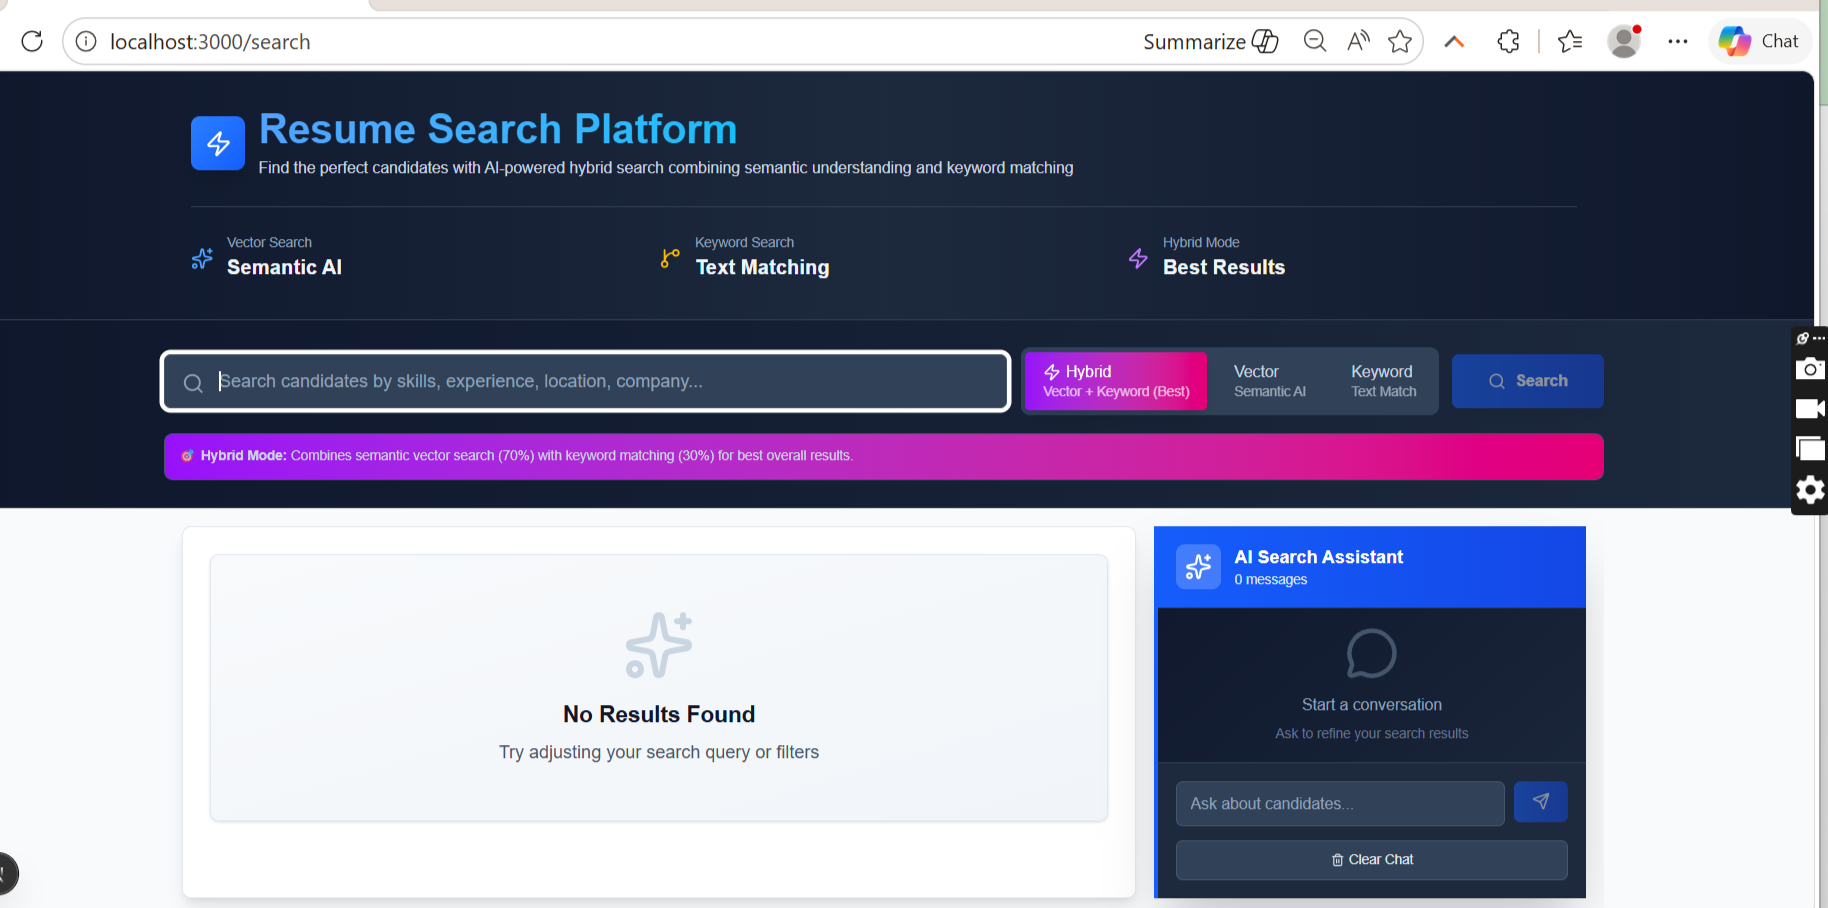 localhost:3000/search
Summarize
Chat
Resume Search Platform
Find the perfect candidates with AI-powered hybrid search combining semantic understanding and keyword matching
Vector Search
Semantic AI
Keyword Search
Text Matching
Hybrid Mode
Best Results
Search candidates by skills, experience, location, company...
Hybrid
Vector + Keyword (Best)
Vector
Semantic AI
Keyword
Text Match
Search
Hybrid Mode: Combines semantic vector search (70%) with keyword matching (30%) for best overall results.
No Results Found
Try adjusting your search query or filters
AI Search Assistant
0 messages
Start a conversation
Ask to refine your search results
Ask about candidates...
Clear Chat